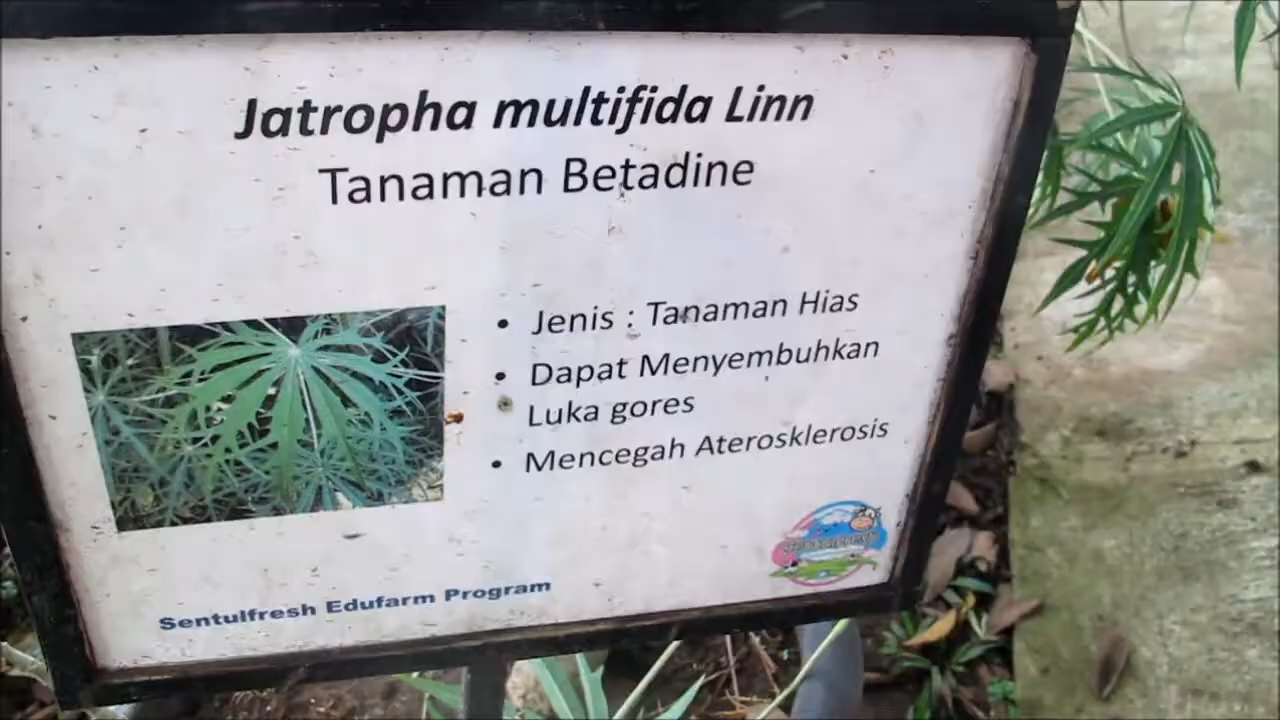 Jatropha multifida Linn
Tanaman Betadine
• Jenis : Tanaman Hias
• Dapat Menyembuhkan
Luka gores
• Mencegah Aterosklerosis
Sentulfresh Edufarm Program